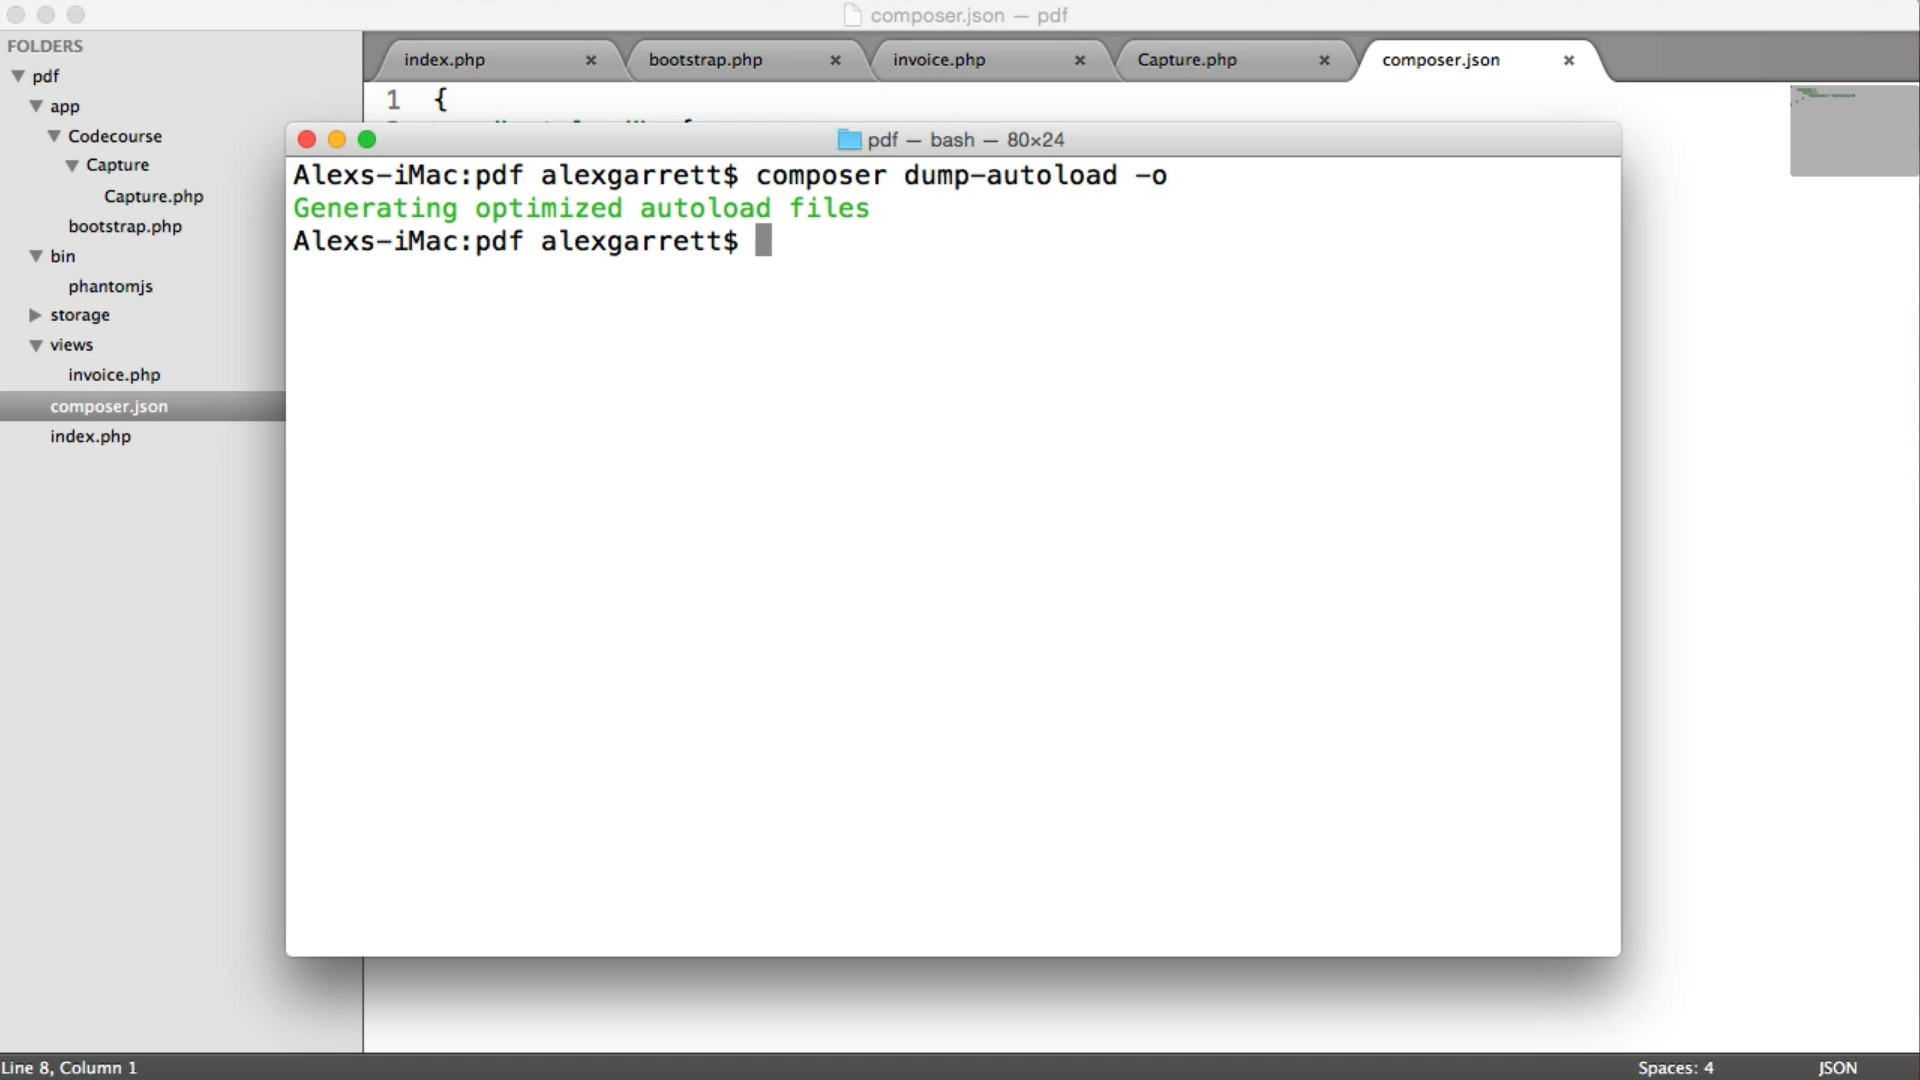 composer.json — pdf
FOLDERS
pdf
app
Codecourse
Capture
Capture.php
bootstrap.php
bin
phantomjs
storage
views
invoice.php
composer.json
index.php
index.php
bootstrap.php
invoice.php
Capture.php
composer.json
1 {
pdf — bash — 80×24
Alexs-iMac:pdf alexgarrett$ composer dump-autoload -o
Generating optimized autoload files
Alexs-iMac:pdf alexgarrett$
Line 8, Column 1
Spaces: 4
JSON